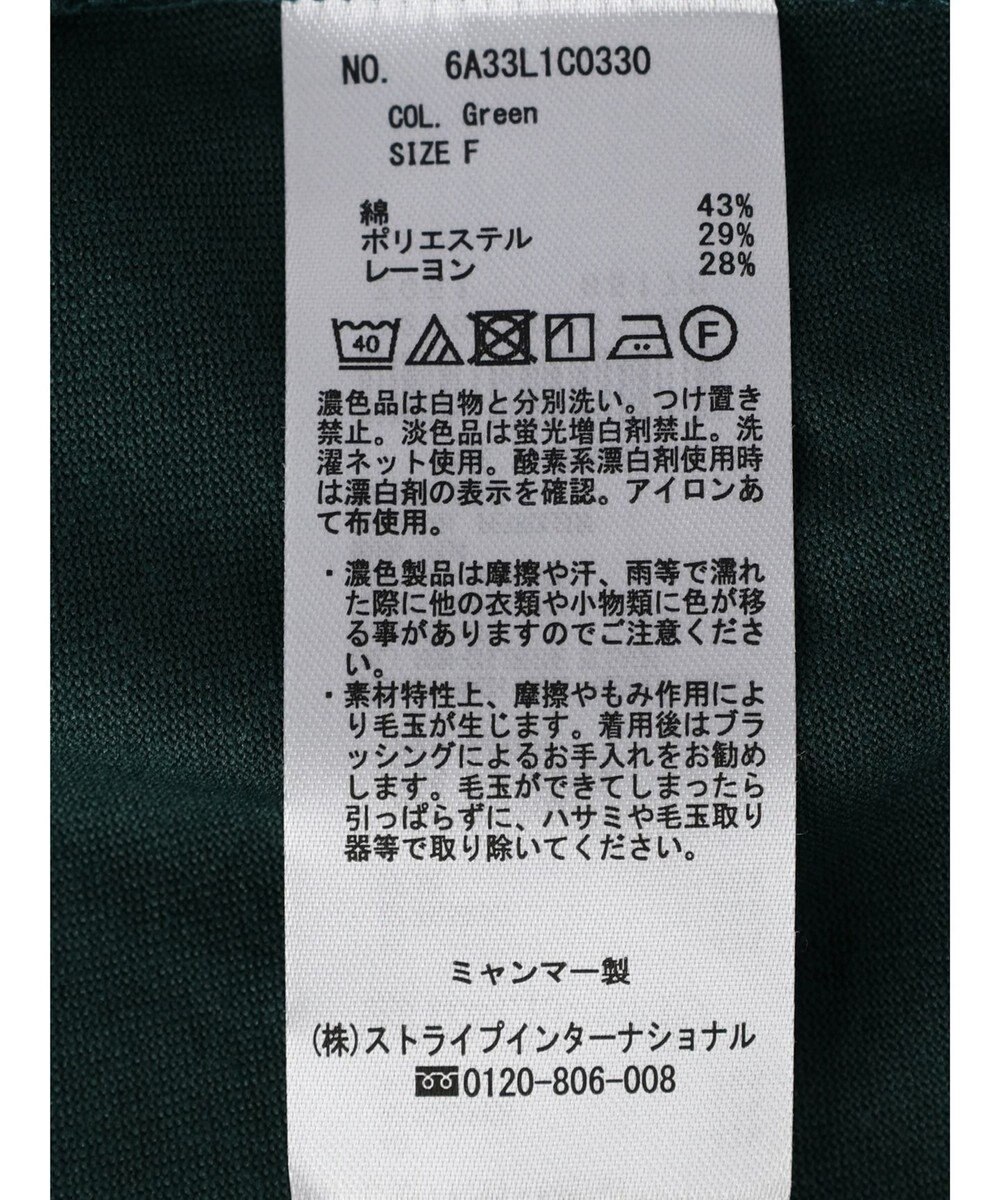 NO. 6A33L1C0330
COL. Green
SIZE F
綿 43%
ポリエステル 29%
レーヨン 28%
40 F
濃色品は白物と分別洗い。つけ置き
禁止。淡色品は蛍光増白剤禁止。洗
濯ネット使用。酸素系漂白剤使用時
は漂白剤の表示を確認。アイロンあ
て布使用。
・濃色製品は摩擦や汗、雨等で濡れ
た際に他の衣類や小物類に色が移
る事がありますのでご注意くださ
い。
・素材特性上、摩擦やもみ作用によ
り毛玉が生じます。着用後はブラ
ッシングによるお手入れをお勧め
します。毛玉ができてしまったら
引っぱらずに、ハサミや毛玉取り
器等で取り除いてください。
ミャンマー製
(株)ストライプインターナショナル
0120-806-008